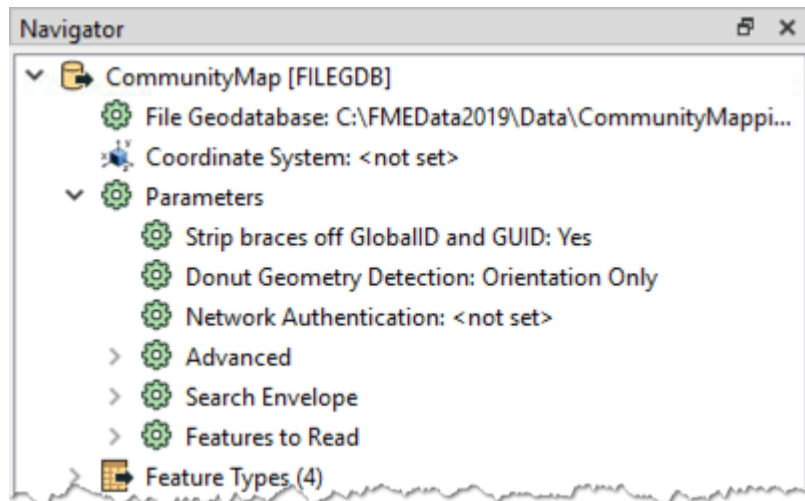 Navigator
CommunityMap [FILEGDB]
File Geodatabase: C:\FMEData2019\Data\CommunityMappi...
Coordinate System: <not set>
Parameters
Strip braces off GlobalID and GUID: Yes
Donut Geometry Detection: Orientation Only
Network Authentication: <not set>
Advanced
Search Envelope
Features to Read
Feature Types (4)